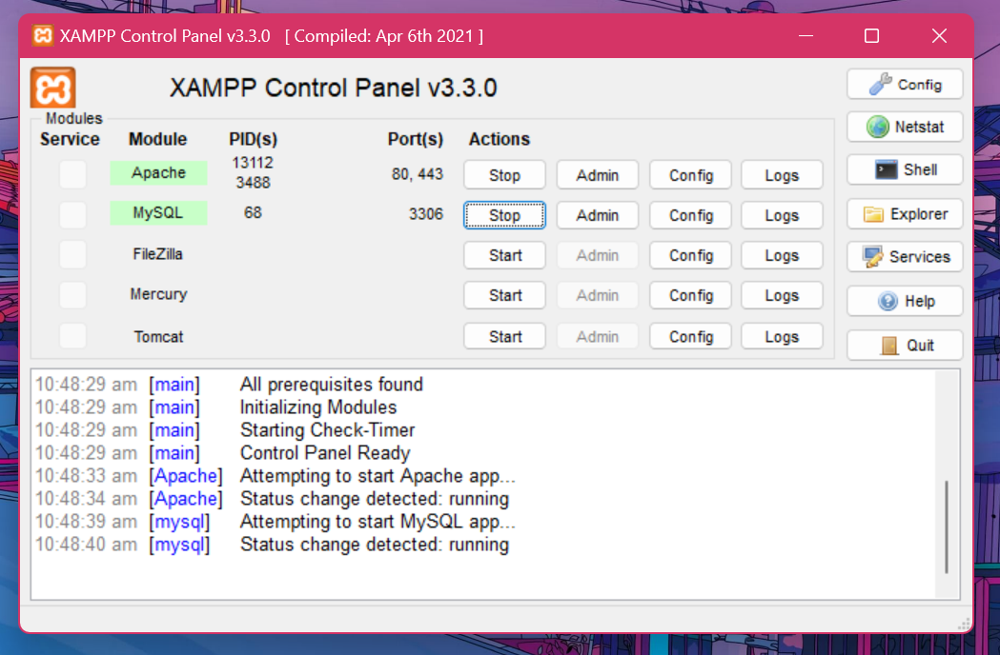 XAMPP Control Panel v3.3.0 [ Compiled: Apr 6th 2021 ]
XAMPP Control Panel v3.3.0
Config
Modules
Service Module PID(s) Port(s) Actions
Netstat
Apache 13112 3488 80, 443 Stop Admin Config Logs
Shell
MySQL 68 3306 Stop Admin Config Logs
Explorer
FileZilla Start Admin Config Logs
Services
Mercury Start Admin Config Logs
Help
Tomcat Start Admin Config Logs
Quit
10:48:29 am [main] All prerequisites found
10:48:29 am [main] Initializing Modules
10:48:29 am [main] Starting Check-Timer
10:48:29 am [main] Control Panel Ready
10:48:33 am [Apache] Attempting to start Apache app...
10:48:34 am [Apache] Status change detected: running
10:48:39 am [mysql] Attempting to start MySQL app...
10:48:40 am [mysql] Status change detected: running